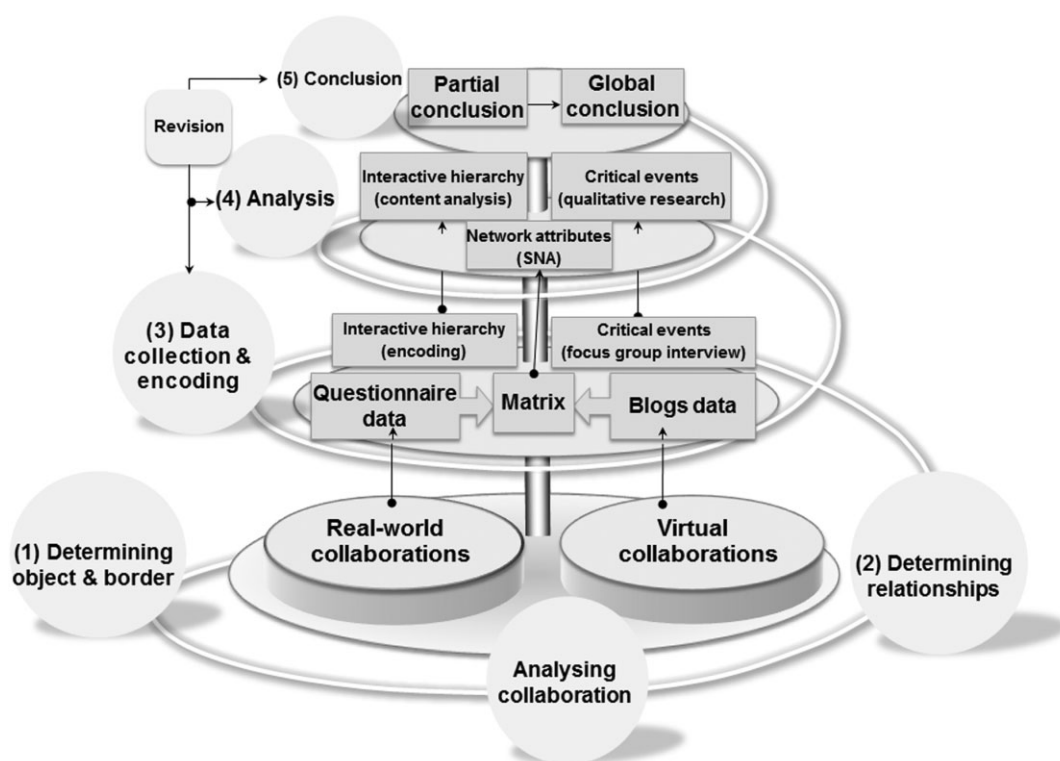 (5) Conclusion
Partial
conclusion
Global
conclusion
Revision
(4) Analysis
Interactive hierarchy
(content analysis)
Critical events
(qualitative research)
Network attributes
(SNA)
(3) Data
collection &
encoding
Interactive hierarchy
(encoding)
Critical events
(focus group interview)
Questionnaire
data
Matrix
Blogs data
(1) Determining
object & border
Real-world
collaborations
Virtual
collaborations
(2) Determining
relationships
Analysing
collaboration